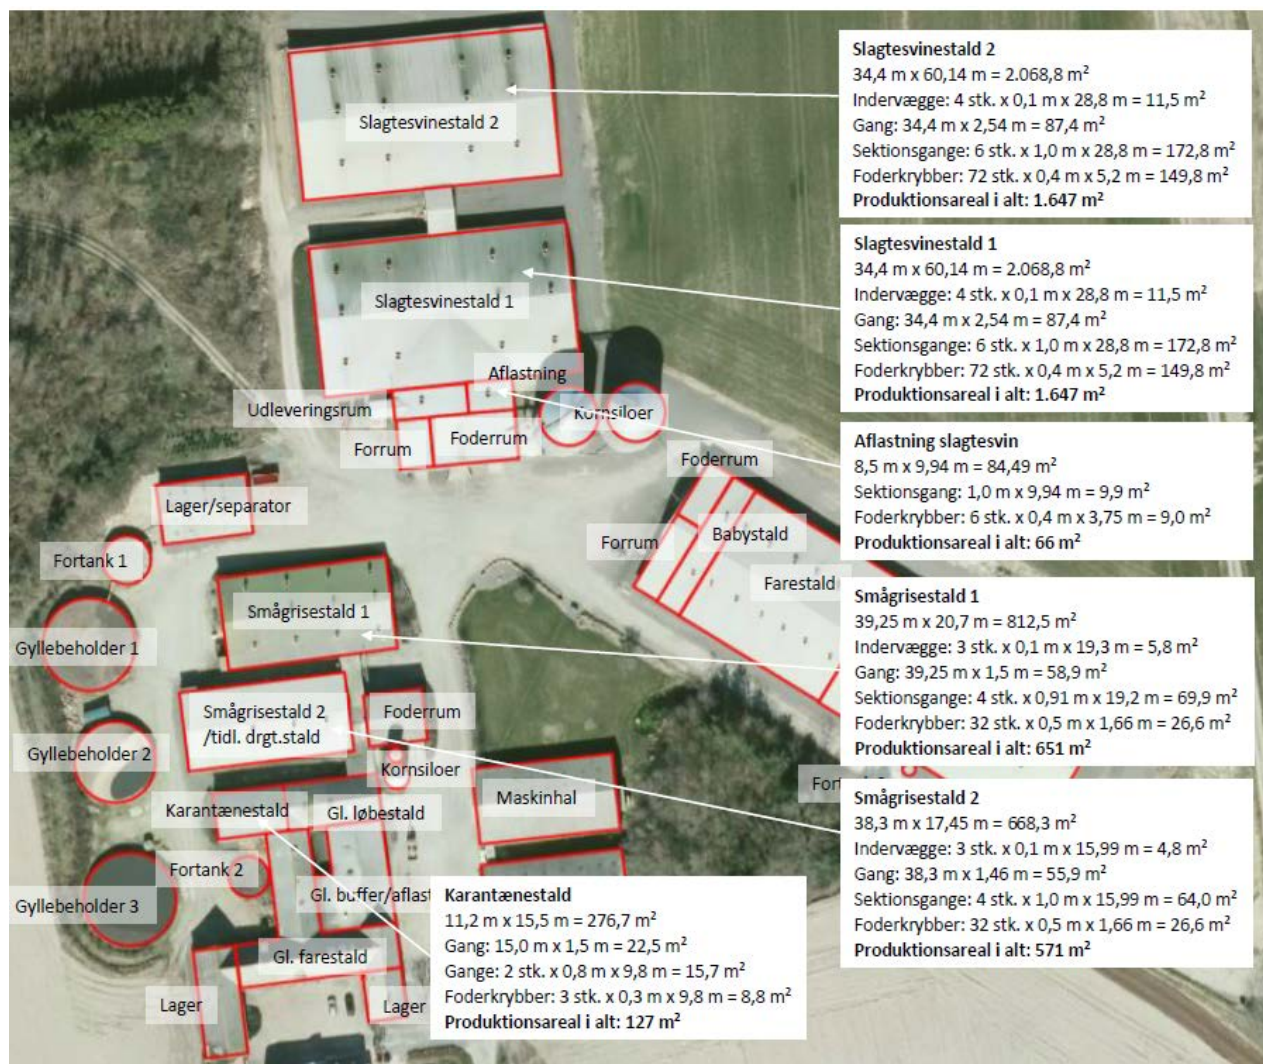 Slagtesvinestald 2
34,4 m x 60,14 m = 2.068,8 m²
Indervægge: 4 stk. x 0,1 m x 28,8 m = 11,5 m²
Gang: 34,4 m x 2,54 m = 87,4 m²
Sektionsgange: 6 stk. x 1,0 m x 28,8 m = 172,8 m²
Foderkrybber: 72 stk. x 0,4 m x 5,2 m = 149,8 m²
Produktionsareal i alt: 1.647 m²
Slagtesvinestald 1
34,4 m x 60,14 m = 2.068,8 m²
Indervægge: 4 stk. x 0,1 m x 28,8 m = 11,5 m²
Gang: 34,4 m x 2,54 m = 87,4 m²
Sektionsgange: 6 stk. x 1,0 m x 28,8 m = 172,8 m²
Foderkrybber: 72 stk. x 0,4 m x 5,2 m = 149,8 m²
Produktionsareal i alt: 1.647 m²
Aflastning slagtesvin
8,5 m x 9,94 m = 84,49 m²
Sektionsgang: 1,0 m x 9,94 m = 9,9 m²
Foderkrybber: 6 stk. x 0,4 m x 3,75 m = 9,0 m²
Produktionsareal i alt: 66 m²
Smågrisestald 1
39,25 m x 20,7 m = 812,5 m²
Indervægge: 3 stk. x 0,1 m x 19,3 m = 5,8 m²
Gang: 39,25 m x 1,5 m = 58,9 m²
Sektionsgange: 4 stk. x 0,91 m x 19,2 m = 69,9 m²
Foderkrybber: 32 stk. x 0,5 m x 1,66 m = 26,6 m²
Produktionsareal i alt: 651 m²
Smågrisestald 2
38,3 m x 17,45 m = 668,3 m²
Indervægge: 3 stk. x 0,1 m x 15,99 m = 4,8 m²
Gang: 38,3 m x 1,46 m = 55,9 m²
Sektionsgange: 4 stk. x 1,0 m x 15,99 m = 64,0 m²
Foderkrybber: 32 stk. x 0,5 m x 1,66 m = 26,6 m²
Produktionsareal i alt: 571 m²
Karantænestald
11,2 m x 15,5 m = 276,7 m²
Gang: 15,0 m x 1,5 m = 22,5 m²
Gange: 2 stk. x 0,8 m x 9,8 m = 15,7 m²
Foderkrybber: 3 stk. x 0,3 m x 9,8 m = 8,8 m²
Produktionsareal i alt: 127 m²
Slagtesvinestald 2
Slagtesvinestald 1
Aflastning
Udleveringsrum
Kornsiloer
Forrum
Foderrum
Foderrum
Lager/separator
Forrum
Babystald
Fortank 1
Farestald
Smågrisestald 1
Gyllebeholder 1
Smågrisestald 2
/tidl. drgt.stald
Foderrum
Gyllebeholder 2
Kornsiloer
Maskinhal
Karantænestald
Gl. løbestald
Fortank 2
Gl. buffer/aflast
Gyllebeholder 3
Gl. farestald
Lager
Lager